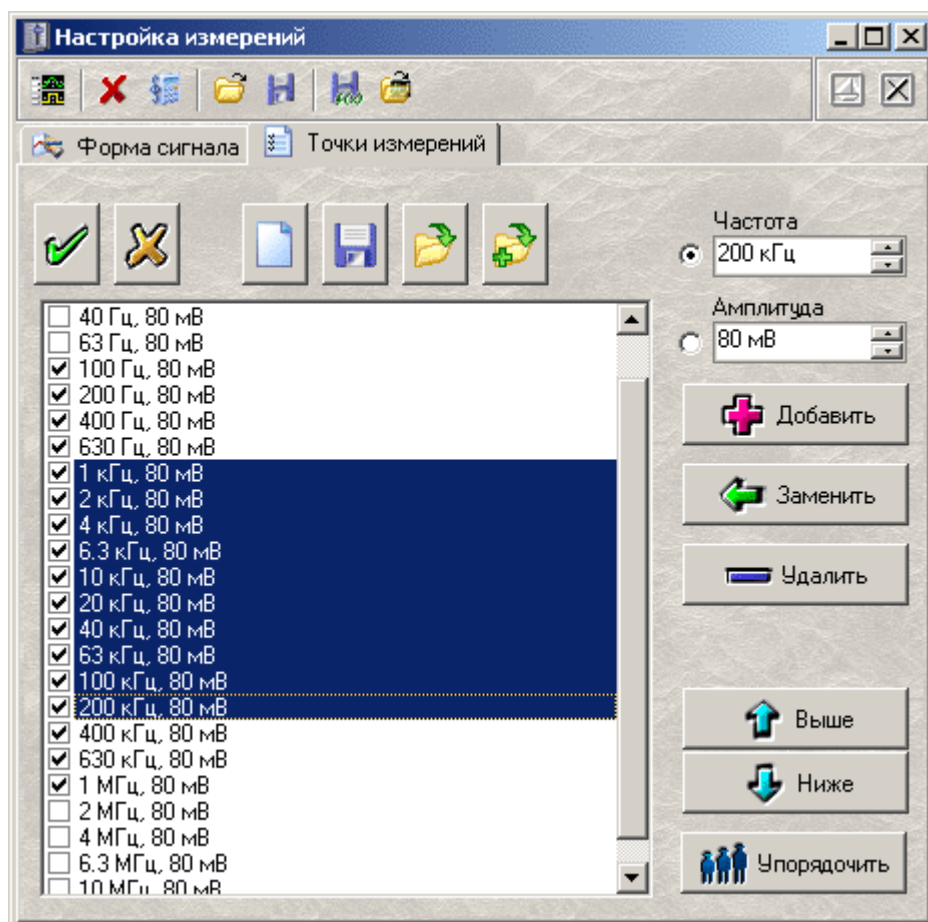 Настройка измерений
Форма сигнала
Точки измерений
Частота
200 кГц
Амплитуда
80 мВ
40 Гц, 80 мВ
63 Гц, 80 мВ
100 Гц, 80 мВ
200 Гц, 80 мВ
400 Гц, 80 мВ
630 Гц, 80 мВ
1 кГц, 80 мВ
2 кГц, 80 мВ
4 кГц, 80 мВ
6.3 кГц, 80 мВ
10 кГц, 80 мВ
20 кГц, 80 мВ
40 кГц, 80 мВ
63 кГц, 80 мВ
100 кГц, 80 мВ
200 кГц, 80 мВ
400 кГц, 80 мВ
630 кГц, 80 мВ
1 МГц, 80 мВ
2 МГц, 80 мВ
4 МГц, 80 мВ
6.3 МГц, 80 мВ
10 МГц, 80 мВ
Добавить
Заменить
Удалить
Выше
Ниже
Упорядочить